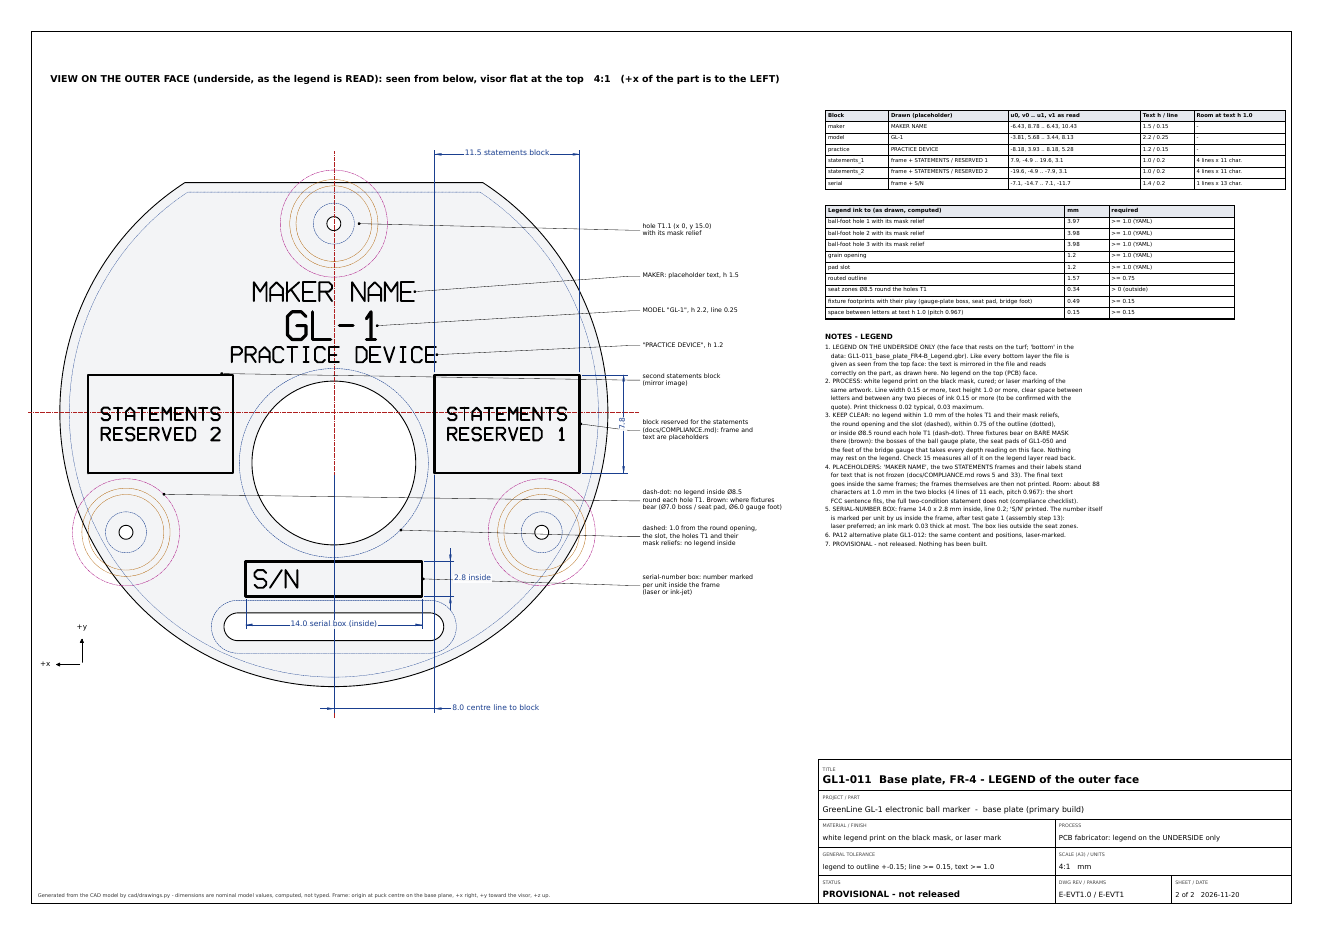 VIEW ON THE OUTER FACE (underside, as the legend is READ): seen from below, visor flat at the top 4:1 (+x of the part is to the LEFT)
11.5 statements block
hole T1.1 (x 0, y 15.0)
with its mask relief
MAKER: placeholder text, h 1.5
MAKER NAME
MODEL "GL-1", h 2.2, line 0.25
GL-1
"PRACTICE DEVICE", h 1.2
PRACTICE DEVICE
second statements block
(mirror image)
STATEMENTS
RESERVED 2
STATEMENTS
RESERVED 1
7.8
block reserved for the statements
(docs/COMPLIANCE.md): frame and
text are placeholders
dash-dot: no legend inside Ø8.5
round each hole T1. Brown: where fixtures
bear (Ø7.0 boss / seat pad, Ø6.0 gauge foot)
dashed: 1.0 from the round opening,
the slot, the holes T1 and their
mask reliefs: no legend inside
S/N
2.8 inside
serial-number box: number marked
per unit inside the frame
(laser or ink-jet)
14.0 serial box (inside)
+y
+x
8.0 centre line to block
Block Drawn (placeholder) u0, v0 .. u1, v1 as read Text h / line Room at text h 1.0
maker MAKER NAME -6.43, 8.78 .. 6.43, 10.43 1.5 / 0.15 -
model GL-1 -3.81, 5.68 .. 3.44, 8.13 2.2 / 0.25 -
practice PRACTICE DEVICE -8.18, 3.93 .. 8.18, 5.28 1.2 / 0.15 -
statements_1 frame + STATEMENTS / RESERVED 1 7.9, -4.9 .. 19.6, 3.1 1.0 / 0.2 4 lines x 11 char.
statements_2 frame + STATEMENTS / RESERVED 2 -19.6, -4.9 .. -7.9, 3.1 1.0 / 0.2 4 lines x 11 char.
serial frame + S/N -7.1, -14.7 .. 7.1, -11.7 1.4 / 0.2 1 lines x 13 char.
Legend ink to (as drawn, computed) mm required
ball-foot hole 1 with its mask relief 3.97 >= 1.0 (YAML)
ball-foot hole 2 with its mask relief 3.98 >= 1.0 (YAML)
ball-foot hole 3 with its mask relief 3.98 >= 1.0 (YAML)
grain opening 1.2 >= 1.0 (YAML)
pad slot 1.2 >= 1.0 (YAML)
routed outline 1.57 >= 0.75
seat zones Ø8.5 round the holes T1 0.34 > 0 (outside)
fixture footprints with their play (gauge-plate boss, seat pad, bridge foot) 0.49 >= 0.15
space between letters at text h 1.0 (pitch 0.967) 0.15 >= 0.15
NOTES - LEGEND
1. LEGEND ON THE UNDERSIDE ONLY (the face that rests on the turf; 'bottom' in the
data: GL1-011_base_plate_FR4-B_Legend.gbr). Like every bottom layer the file is
given as seen from the top face: the text is mirrored in the file and reads
correctly on the part, as drawn here. No legend on the top (PCB) face.
2. PROCESS: white legend print on the black mask, cured; or laser marking of the
same artwork. Line width 0.15 or more, text height 1.0 or more, clear space between
letters and between any two pieces of ink 0.15 or more (to be confirmed with the
quote). Print thickness 0.02 typical, 0.03 maximum.
3. KEEP CLEAR: no legend within 1.0 mm of the holes T1 and their mask reliefs,
the round opening and the slot (dashed), within 0.75 of the outline (dotted),
or inside Ø8.5 round each hole T1 (dash-dot). Three fixtures bear on BARE MASK
there (brown): the bosses of the ball gauge plate, the seat pads of GL1-050 and
the feet of the bridge gauge that takes every depth reading on this face. Nothing
may rest on the legend. Check 15 measures all of it on the legend layer read back.
4. PLACEHOLDERS: 'MAKER NAME', the two STATEMENTS frames and their labels stand
for text that is not frozen (docs/COMPLIANCE.md rows 5 and 33). The final text
goes inside the same frames; the frames themselves are then not printed. Room: about 88
characters at 1.0 mm in the two blocks (4 lines of 11 each, pitch 0.967): the short
FCC sentence fits, the full two-condition statement does not (compliance checklist).
5. SERIAL-NUMBER BOX: frame 14.0 x 2.8 mm inside, line 0.2; 'S/N' printed. The number itself
is marked per unit by us inside the frame, after test gate 1 (assembly step 13):
laser preferred; an ink mark 0.03 thick at most. The box lies outside the seat zones.
6. PA12 alternative plate GL1-012: the same content and positions, laser-marked.
7. PROVISIONAL - not released. Nothing has been built.
TITLE
GL1-011 Base plate, FR-4 - LEGEND of the outer face
PROJECT / PART
GreenLine GL-1 electronic ball marker - base plate (primary build)
MATERIAL / FINISH PROCESS
white legend print on the black mask, or laser mark PCB fabricator: legend on the UNDERSIDE only
GENERAL TOLERANCE SCALE (A3) / UNITS
legend to outline +-0.15; line >= 0.15, text >= 1.0 4:1 mm
STATUS DWG REV / PARAMS SHEET / DATE
PROVISIONAL - not released E-EVT1.0 / E-EVT1 2 of 2 2026-11-20
Generated from the CAD model by cad/drawings.py - dimensions are nominal model values, computed, not typed. Frame: origin at puck centre on the base plane, +x right, +y toward the visor, +z up.